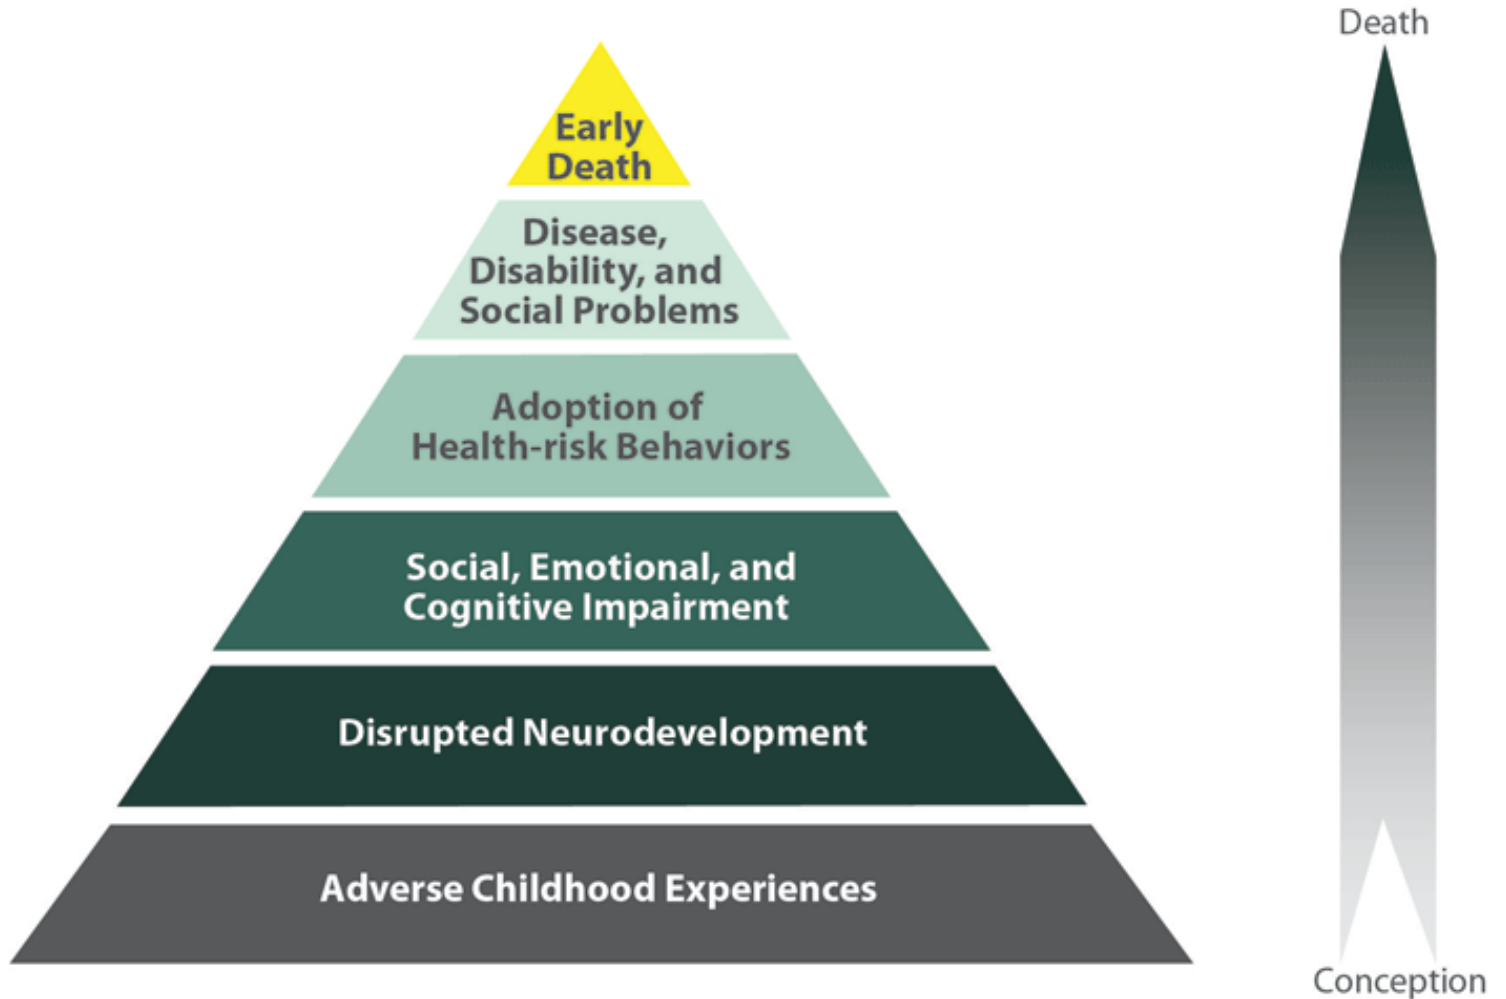 Death
Early
Death
Disease,
Disability, and
Social Problems
Adoption of
Health-risk Behaviors
Social, Emotional, and
Cognitive Impairment
Disrupted Neurodevelopment
Adverse Childhood Experiences
Conception